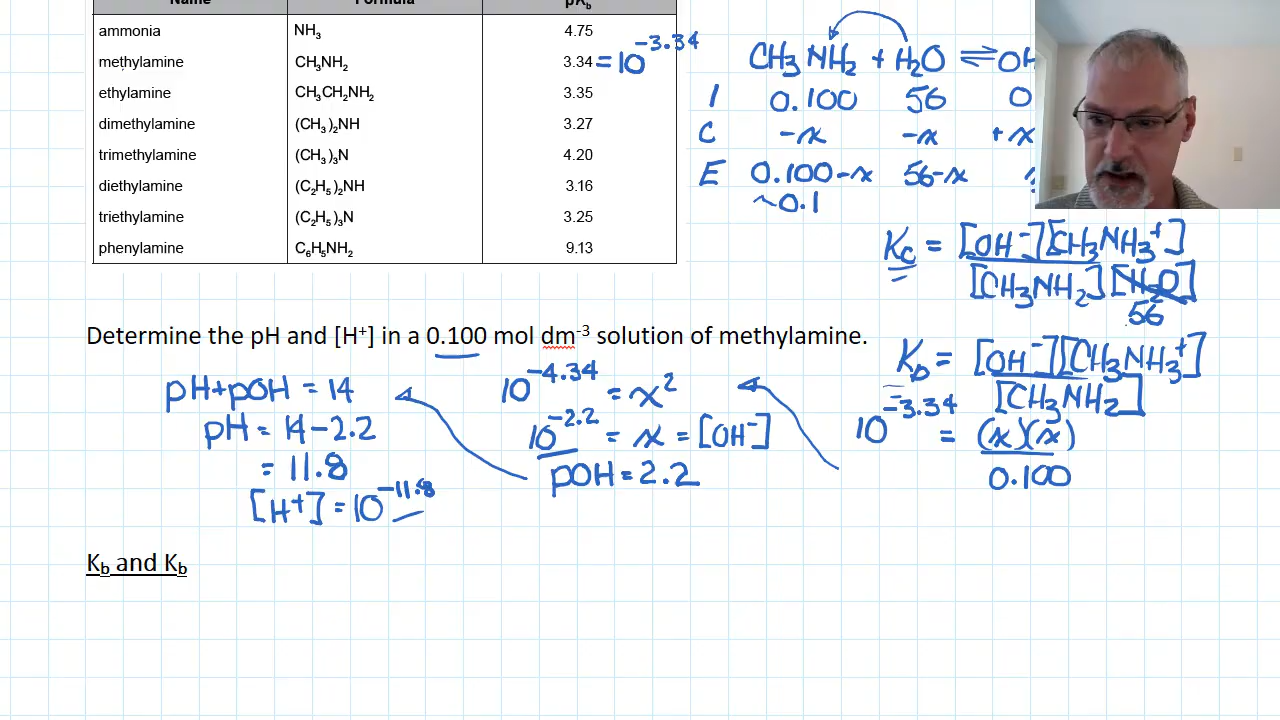 Name Formula pKb
ammonia NH3 4.75
methylamine CH3NH2 3.34 = 10^-3.34
ethylamine CH3CH2NH2 3.35
dimethylamine (CH3)2NH 3.27
trimethylamine (CH3)3N 4.20
diethylamine (C2H5)2NH 3.16
triethylamine (C2H5)3N 3.25
phenylamine C6H5NH2 9.13
CH3NH2 + H2O ⇌ OH
I 0.100 56 0
C -x -x +x
E 0.100-x 56-x
~0.1
Kc = [OH-][CH3NH3+]
[CH3NH2][H2O]
56
Determine the pH and [H+] in a 0.100 mol dm-3 solution of methylamine.
pH+pOH = 14
pH = 14-2.2
= 11.8
[H+] = 10^-11.8
10^-4.34 = x^2
10^-2.2 = x = [OH-]
pOH = 2.2
Kb = [OH-][CH3NH3+]
[CH3NH2]
10^-3.34 = (x)(x)
0.100
Kb and Kb